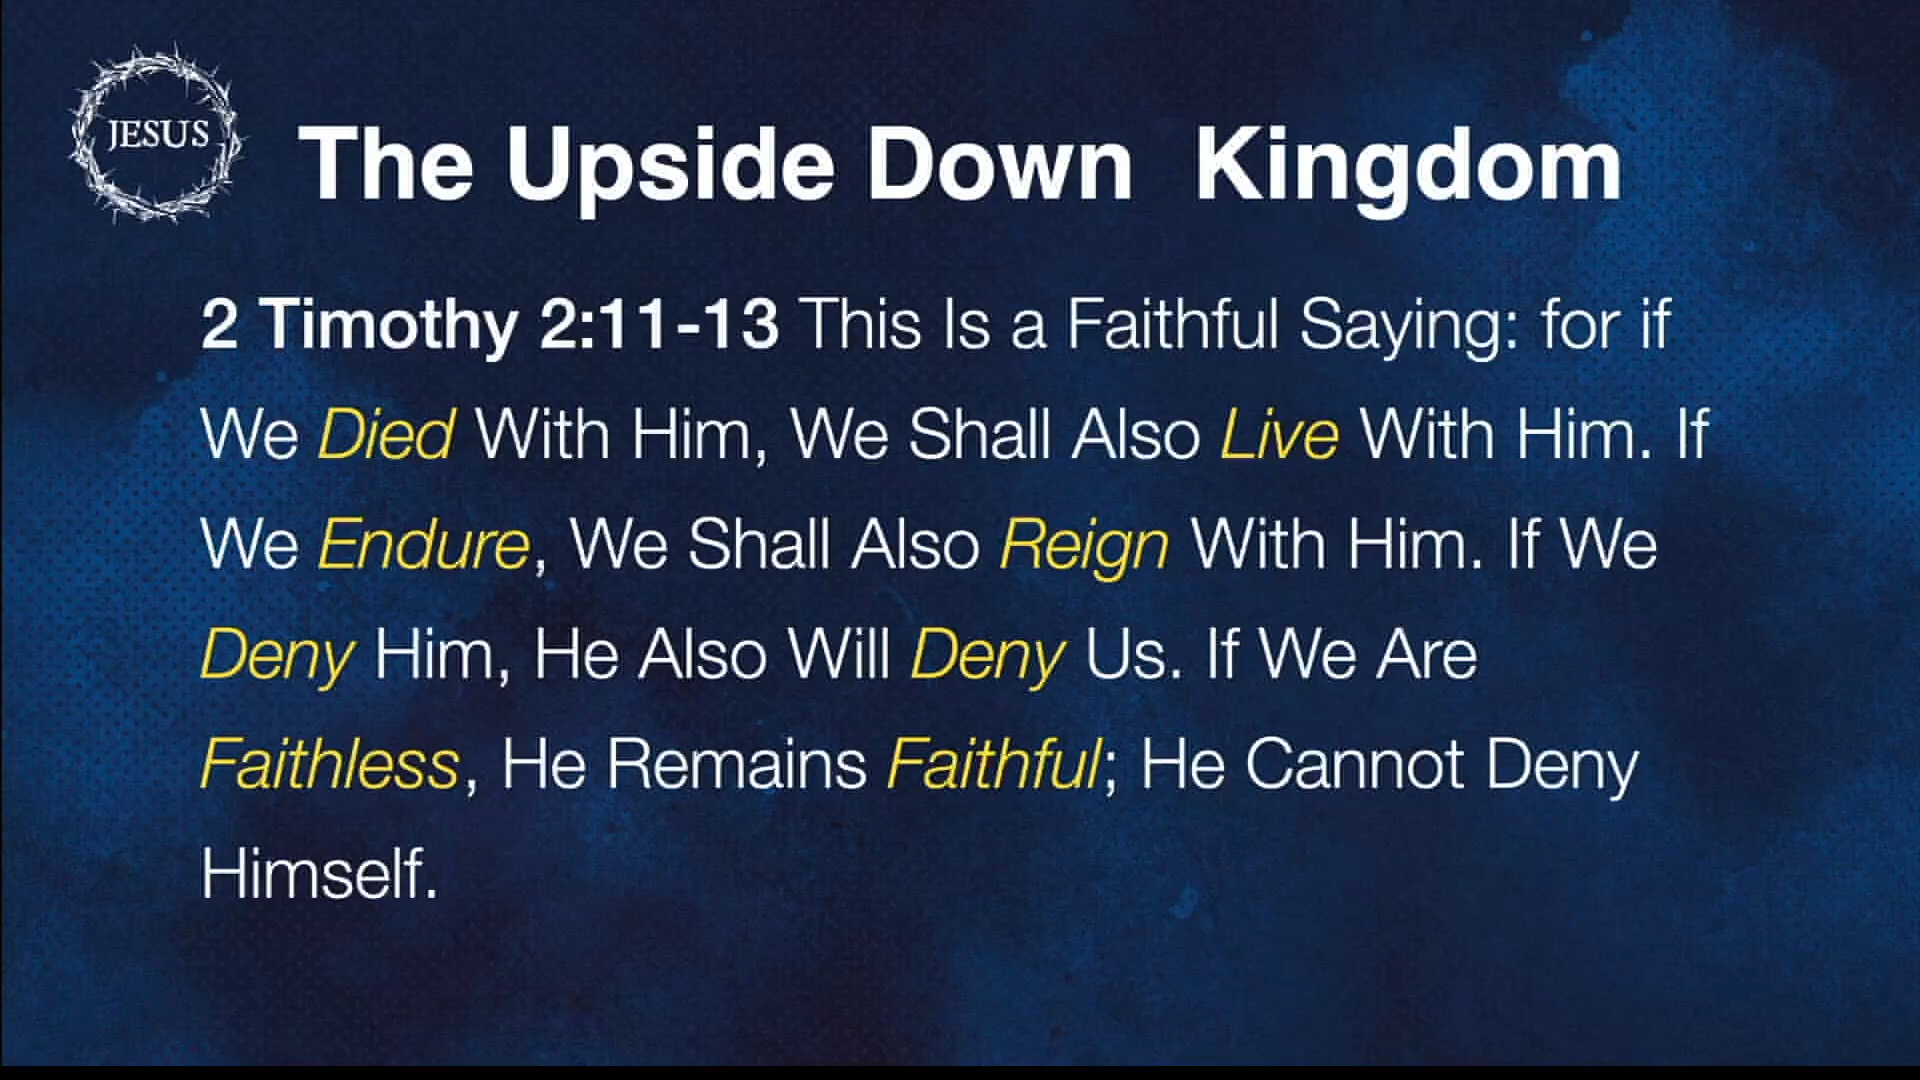 JESUS
The Upside Down  Kingdom
2 Timothy 2:11-13 This Is a Faithful Saying: for if
We Died With Him, We Shall Also Live With Him. If
We Endure, We Shall Also Reign With Him. If We
Deny Him, He Also Will Deny Us. If We Are
Faithless, He Remains Faithful; He Cannot Deny
Himself.